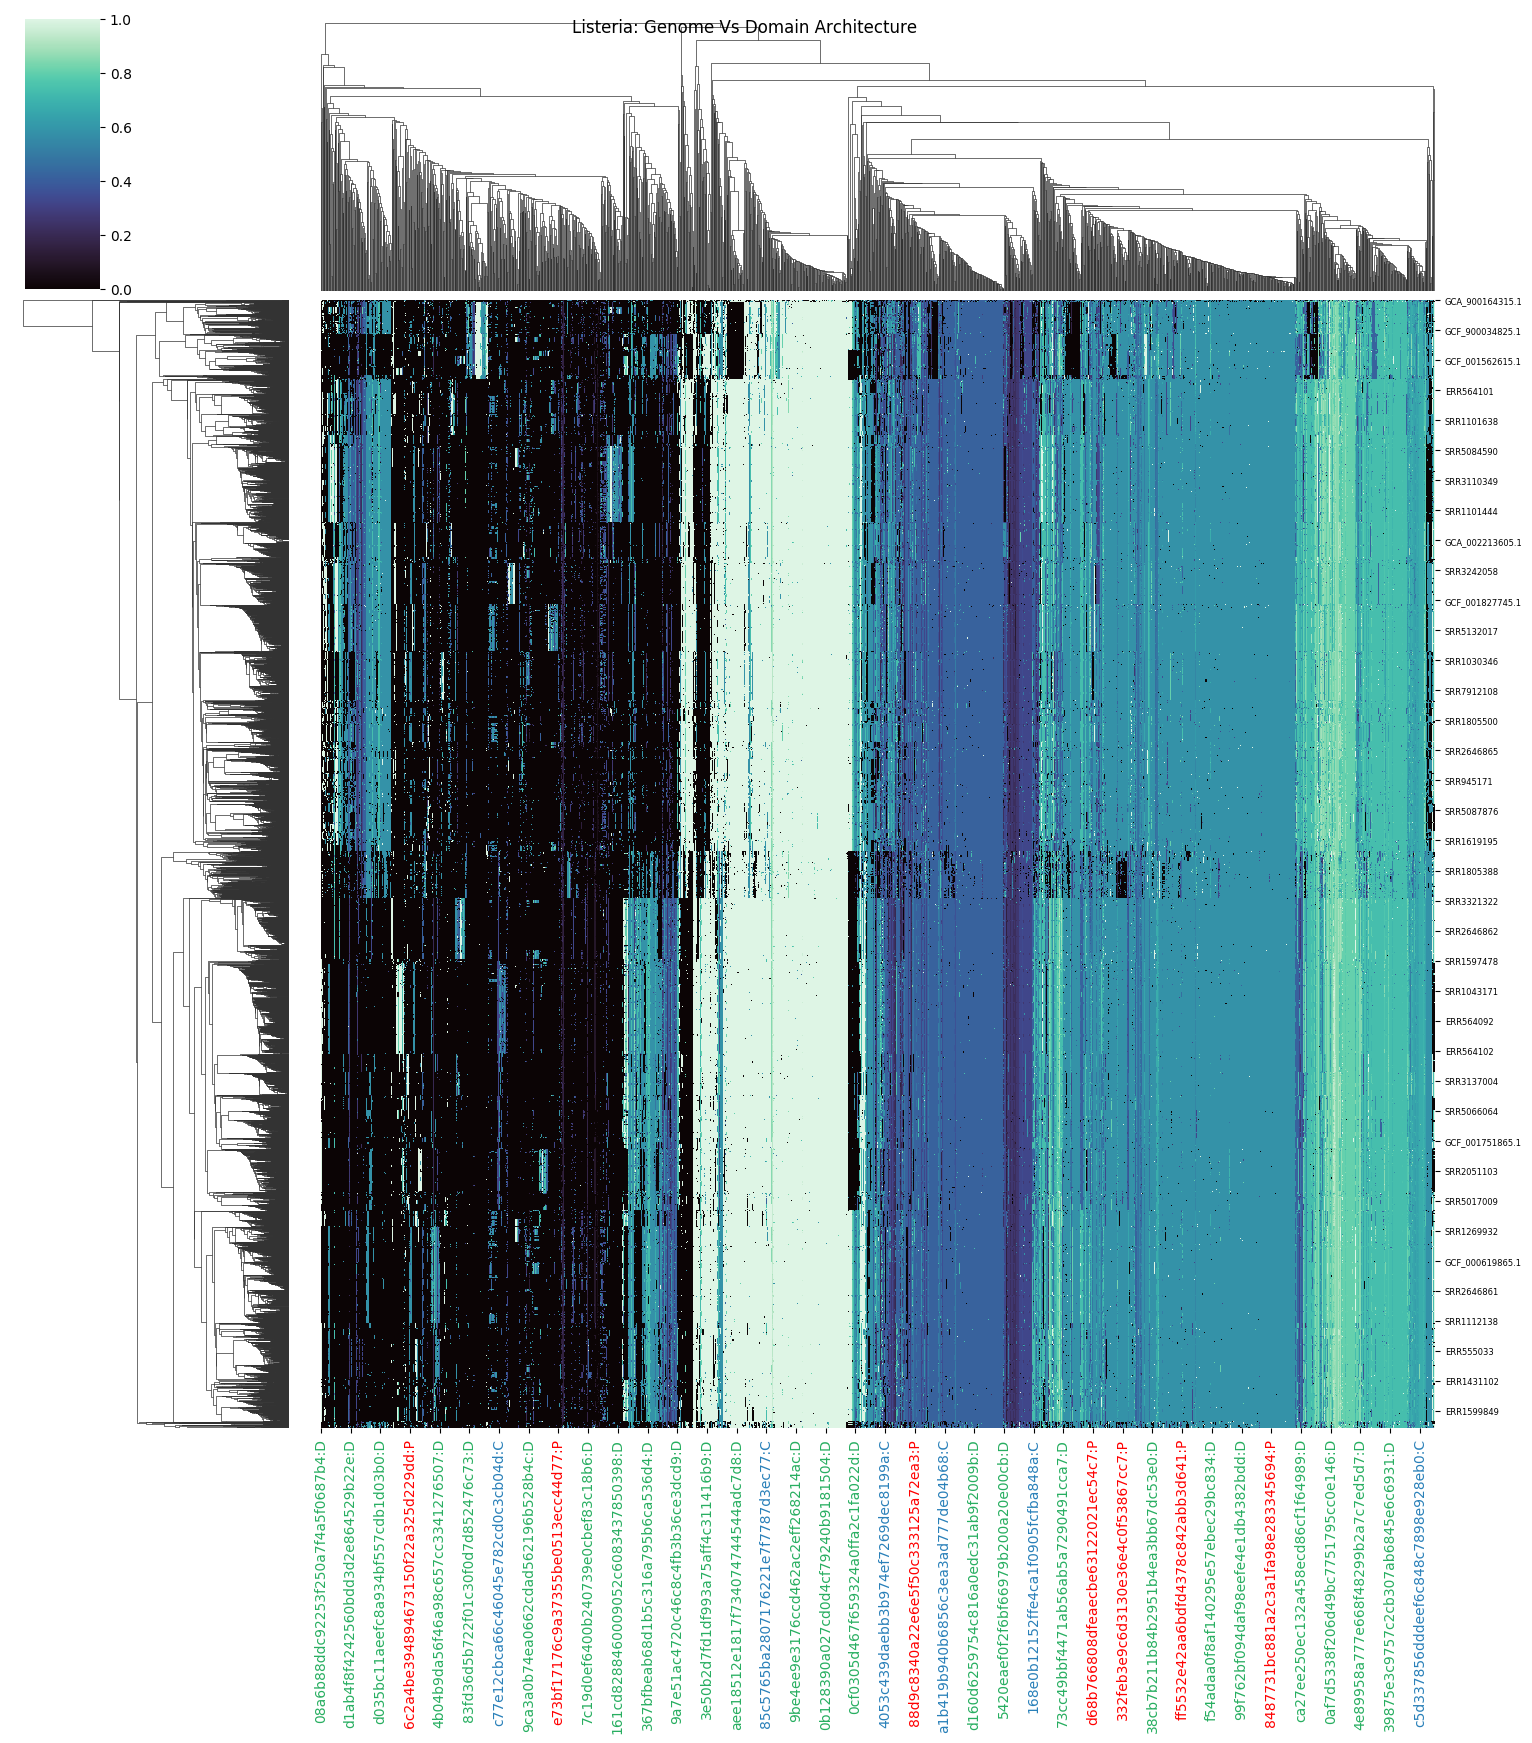 Listeria: Genome Vs Domain Architecture
1.0
0.8
0.6
0.4
0.2
0.0
GCA_900164315.1
GCF_900034825.1
GCF_001562615.1
ERR564101
SRR1101638
SRR5084590
SRR3110349
SRR1101444
GCA_002213605.1
SRR3242058
GCF_001827745.1
SRR5132017
SRR1030346
SRR7912108
SRR1805500
SRR2646865
SRR945171
SRR5087876
SRR1619195
SRR1805388
SRR3321322
SRR2646862
SRR1597478
SRR1043171
ERR564092
ERR564102
SRR3137004
SRR5066064
GCF_001751865.1
SRR2051103
SRR5017009
SRR1269932
GCF_000619865.1
SRR2646861
SRR1112138
ERR555033
ERR1431102
ERR1599849
08a6b88ddc92253f250a7f4a5f0687b4:D
d1ab4f8f4242560bdd3d28864529b22e:D
d035bc11aeefc8a934bf557cdb1d03b0:D
6c2a4be394894673150f22a325d229dd:P
4b04b9da56f46a98c657cc3341276507:D
83fd36d5b722f01c30f0d7d852476c73:D
c77e12cbca66c46045e782cd0c3cb04d:C
9ca3a0b74ea0662cdad562196b528b4c:D
e73bf17176c9a37355be0513ecc44d77:P
7c19d0ef6400b240739e0cbef83c18b6:D
161cd8288460009052c6083437850398:D
367bfbeab68d1b5c316a795b6ca536d4:D
9a7e51ac4720c46c8c4fb3b36ce3dcd9:D
3e50b2d7fd1df993a75aff4c311416b9:D
aee18512e1817f734074744544adc7d8:D
85c5765ba2807176221e7f7787d3ec77:C
9be4ee9e3176ccd462ac2eff268214ac:D
0b128390a027cd0d4cf79240b9181504:D
0cf0305d467f659324a0ffa2c1fa022d:D
4053c439daebb3b974ef7269dec8199a:C
88d9c8340a22e6e5f50c333125a72ea3:P
a1b419b940b6856c3ea3ad777de04b68:C
d160d6259754c816a0edc31ab9f2009b:D
5420eaef0f2f6bf66979b200a20e00cb:D
168e0b12152ffe4ca1f0905fcfba848a:C
73cc49bbf4471ab56ab5a7290491cca7:D
d68b766808dfeaecbe63122021ec54c7:P
332feb3e9c6d3130e36e4c0f53867cc7:P
38cb7b211b84b2951b4ea3bb67dc53e0:D
ff5532e42aa6bdfd4378c842abb3d641:P
f54adaa0f8af140295e57ebec29bc834:D
99f762bf094daf98eefe4e1db4382bdd:D
8487731bc881a2c3a1fa98e283345694:P
ca27ee250ec132a458ecd86cf1f64989:D
0af7d5338f206d49bc7751795cc0e146:D
4e89958a777e668f48299b2a7c7ed5d7:D
39875e3c9757c2cb307ab6845e6c6931:D
c5d337856dddeef6c848c7898e928eb0:C